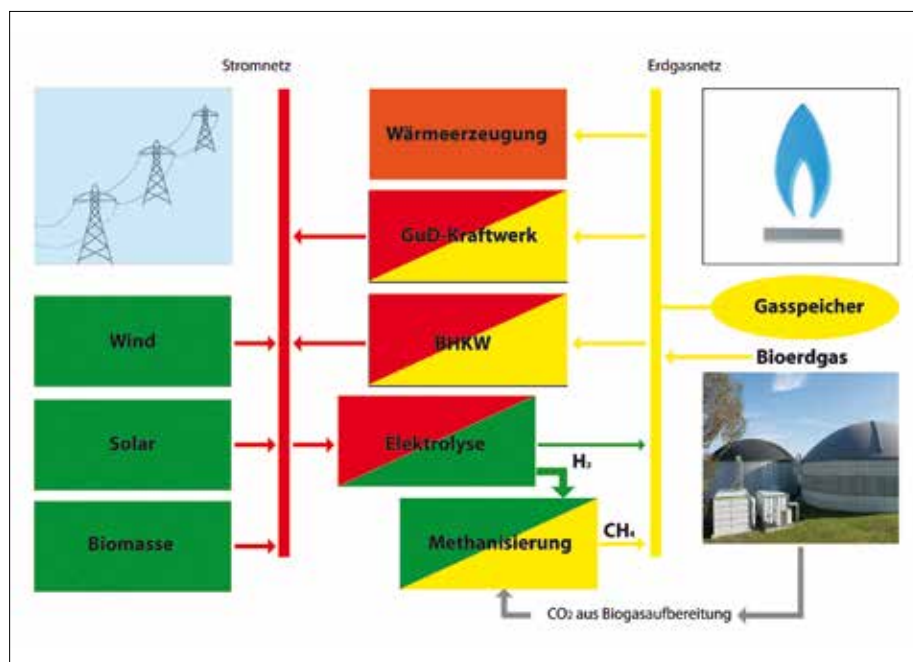 Stromnetz
Erdgasnetz
Wärmeerzeugung
GuD-Kraftwerk
Gasspeicher
Wind
BHKW
Bioerdgas
Solar
Elektrolyse
H₂
Biomasse
Methanisierung
CH₄
CO₂ aus Biogasaufbereitung